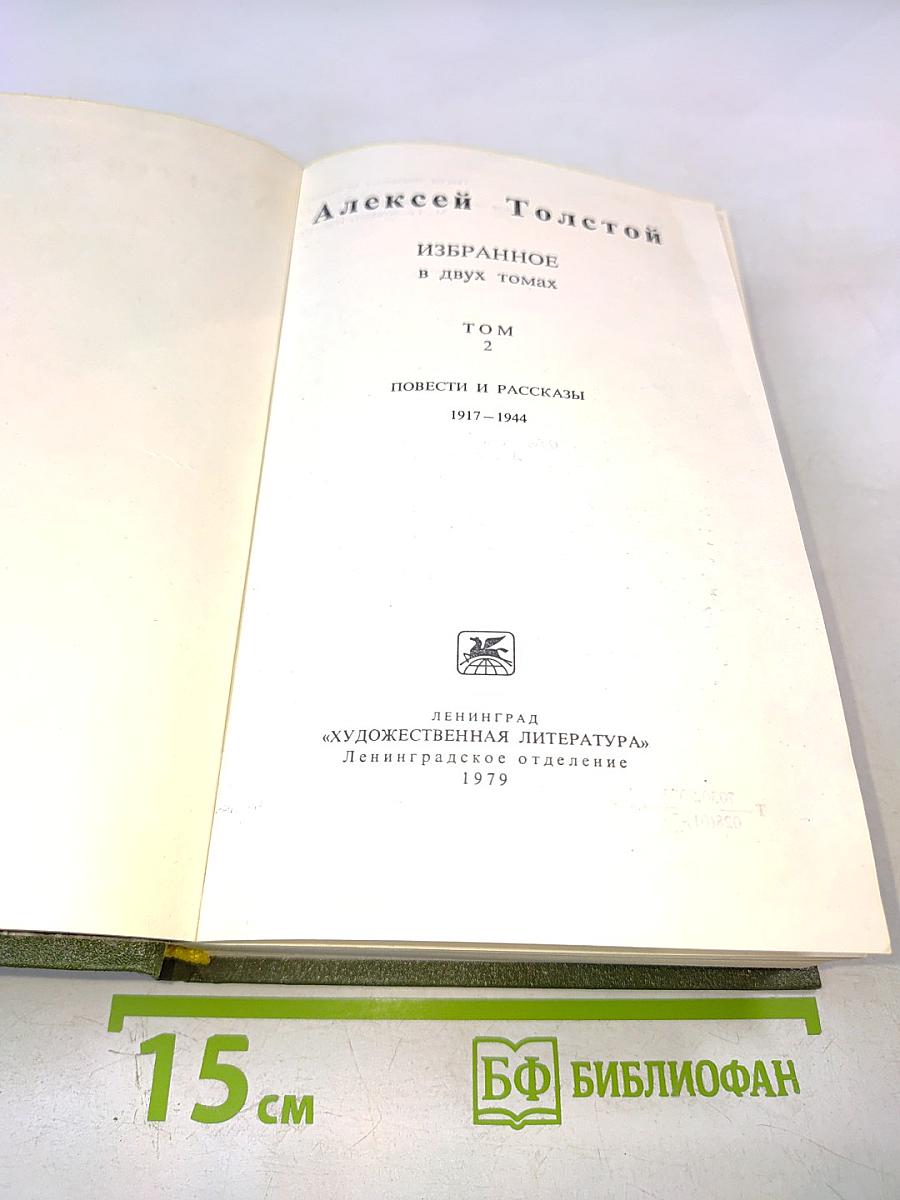 Алексей Толстой
ИЗБРАННОЕ
в двух томах
ТОМ
2
ПОВЕСТИ И РАССКАЗЫ
1917—1944
ЛЕНИНГРАД
«ХУДОЖЕСТВЕННАЯ ЛИТЕРАТУРА»
Ленинградское отделение
1979
15 см
БФ БИБЛИОФАН